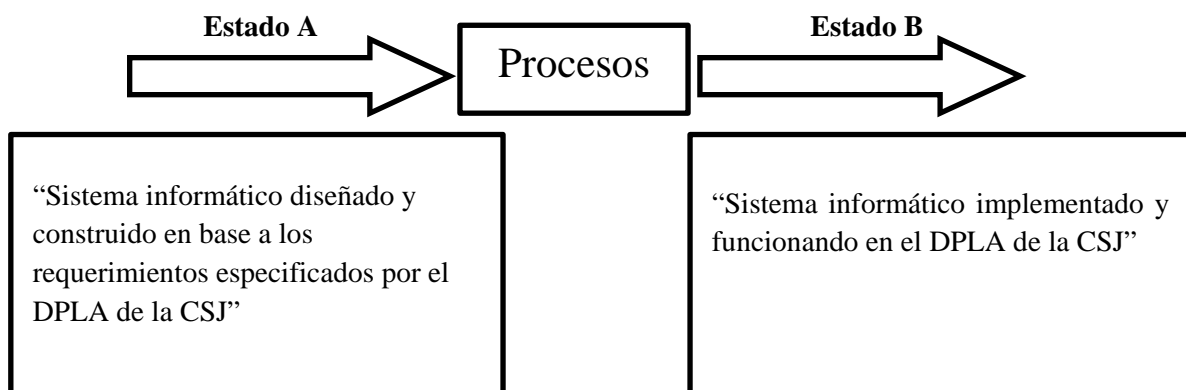 Estado A
Procesos
Estado B
“Sistema informático diseñado y
construido en base a los
requerimientos especificados por el
DPLA de la CSJ”
“Sistema informático implementado y
funcionando en el DPLA de la CSJ”